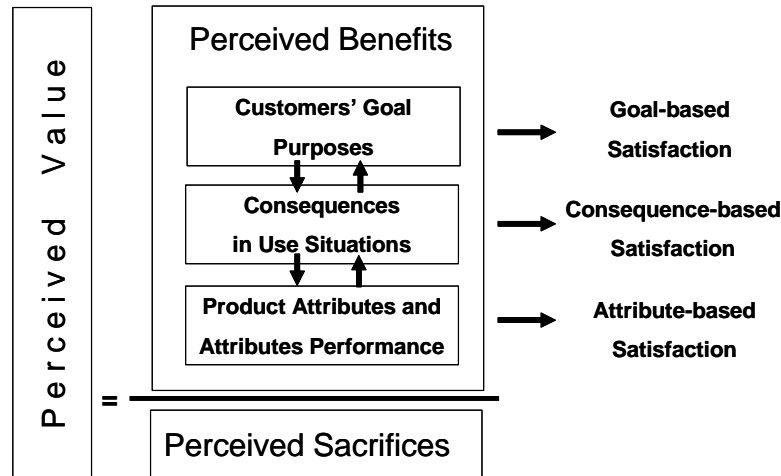 Perceived Value
=
Perceived Benefits
Customers' Goal
Purposes
Consequences
in Use Situations
Product Attributes and
Attributes Performance
Perceived Sacrifices
Goal-based
Satisfaction
Consequence-based
Satisfaction
Attribute-based
Satisfaction